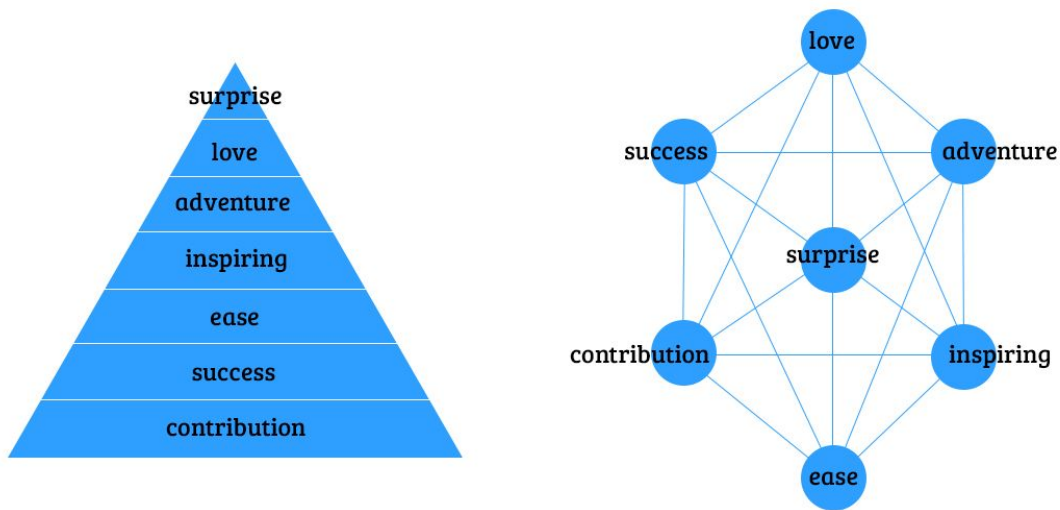 surprise
love
adventure
inspiring
ease
success
contribution
love
success
adventure
surprise
contribution
inspiring
ease